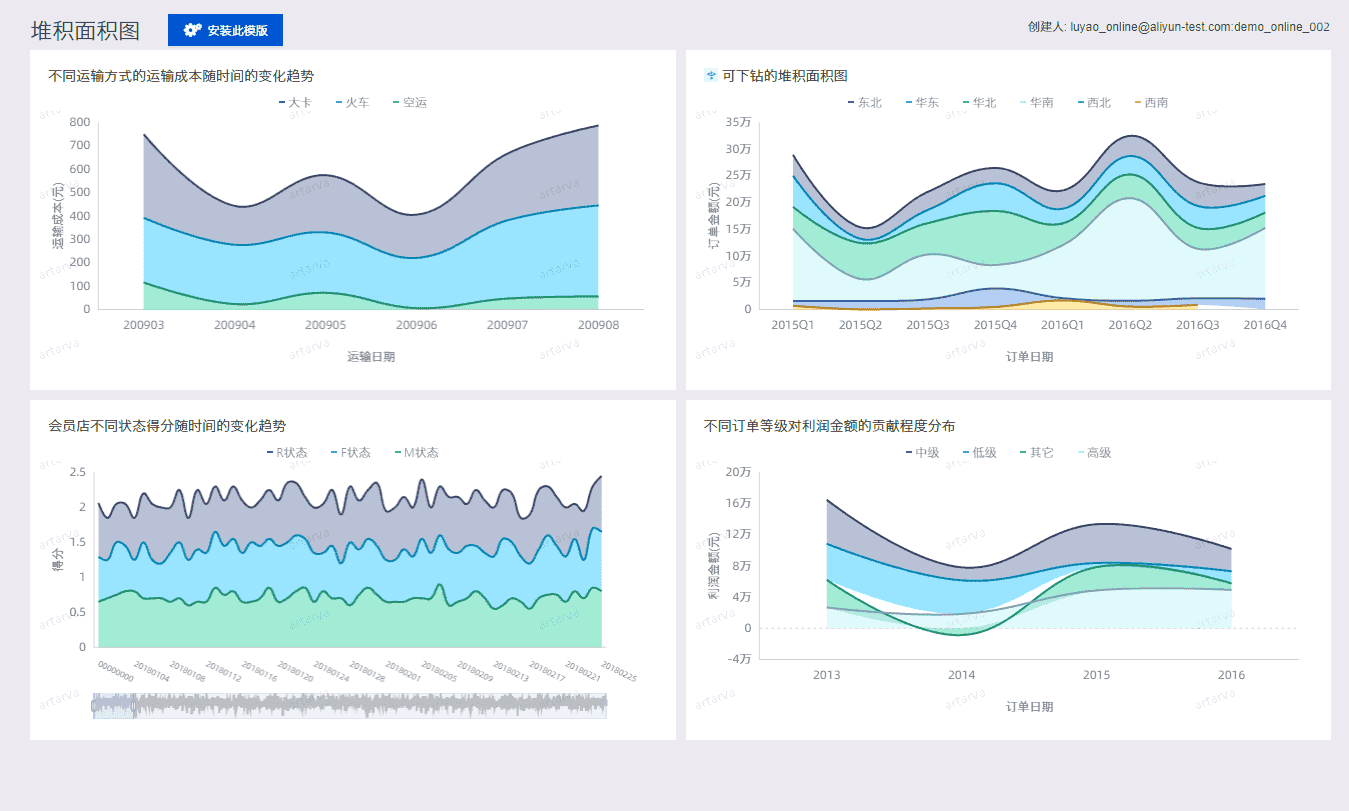 堆积面积图
安装此模版
创建人: luyao_online@aliyun-test.com:demo_online_002
不同运输方式的运输成本随时间的变化趋势
大卡 火车 空运
800
700
600
500
400
300
200
100
0
运输成本(元)
200903 200904 200905 200906 200907 200908
运输日期
可下钻的堆积面积图
东北 华东 华北 华南 西北 西南
35万
30万
25万
20万
15万
10万
5万
0
订单金额(元)
2015Q1 2015Q2 2015Q3 2015Q4 2016Q1 2016Q2 2016Q3 2016Q4
订单日期
会员店不同状态得分随时间的变化趋势
R状态 F状态 M状态
2.5
2
1.5
1
0.5
0
得分
00000000 20180104 20180108 20180112 20180116 20180120 20180124 20180128 20180201 20180205 20180209 20180213 20180217 20180221 20180225
不同订单等级对利润金额的贡献程度分布
中级 低级 其它 高级
20万
16万
12万
8万
4万
0
-4万
利润金额(元)
2013 2014 2015 2016
订单日期